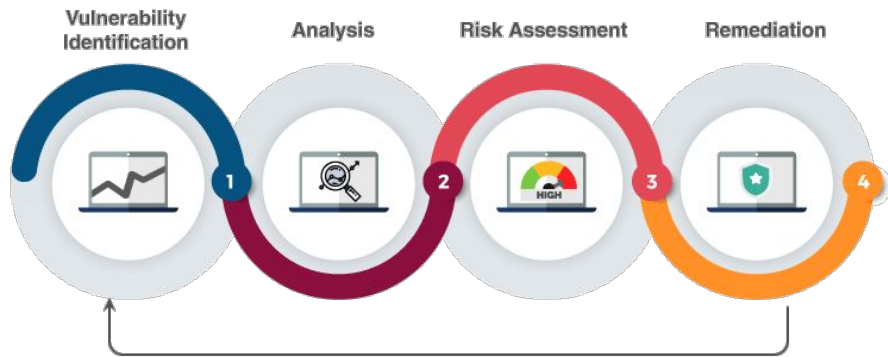 Vulnerability
Identification
Analysis
Risk Assessment
Remediation
1
2
HIGH
3
4